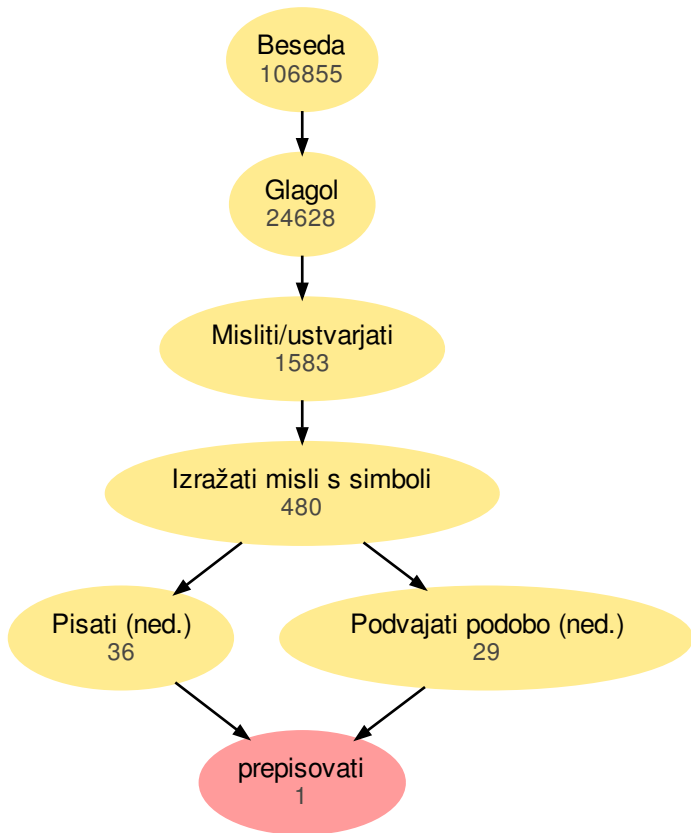 Beseda
106855
Glagol
24628
Misliti/ustvarjati
1583
Izražati misli s simboli
480
Pisati (ned.)
36
Podvajati podobo (ned.)
29
prepisovati
1